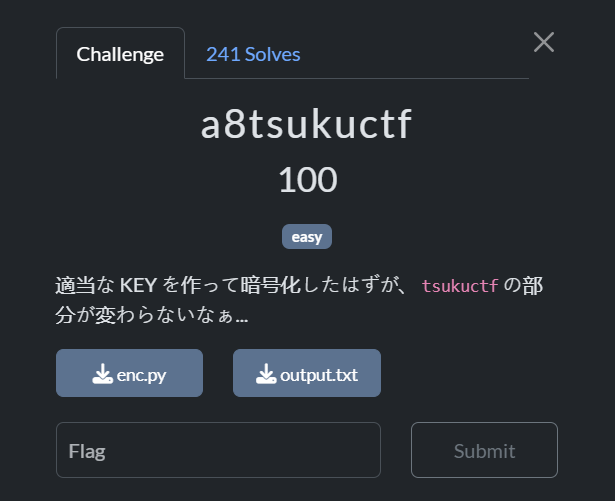 Challenge
241 Solves
a8tsukuctf
100
easy
適当な KEY を作って暗号化したはずが、 tsukuctf の部
分が変わらないなぁ...
enc.py
output.txt
Flag
Submit